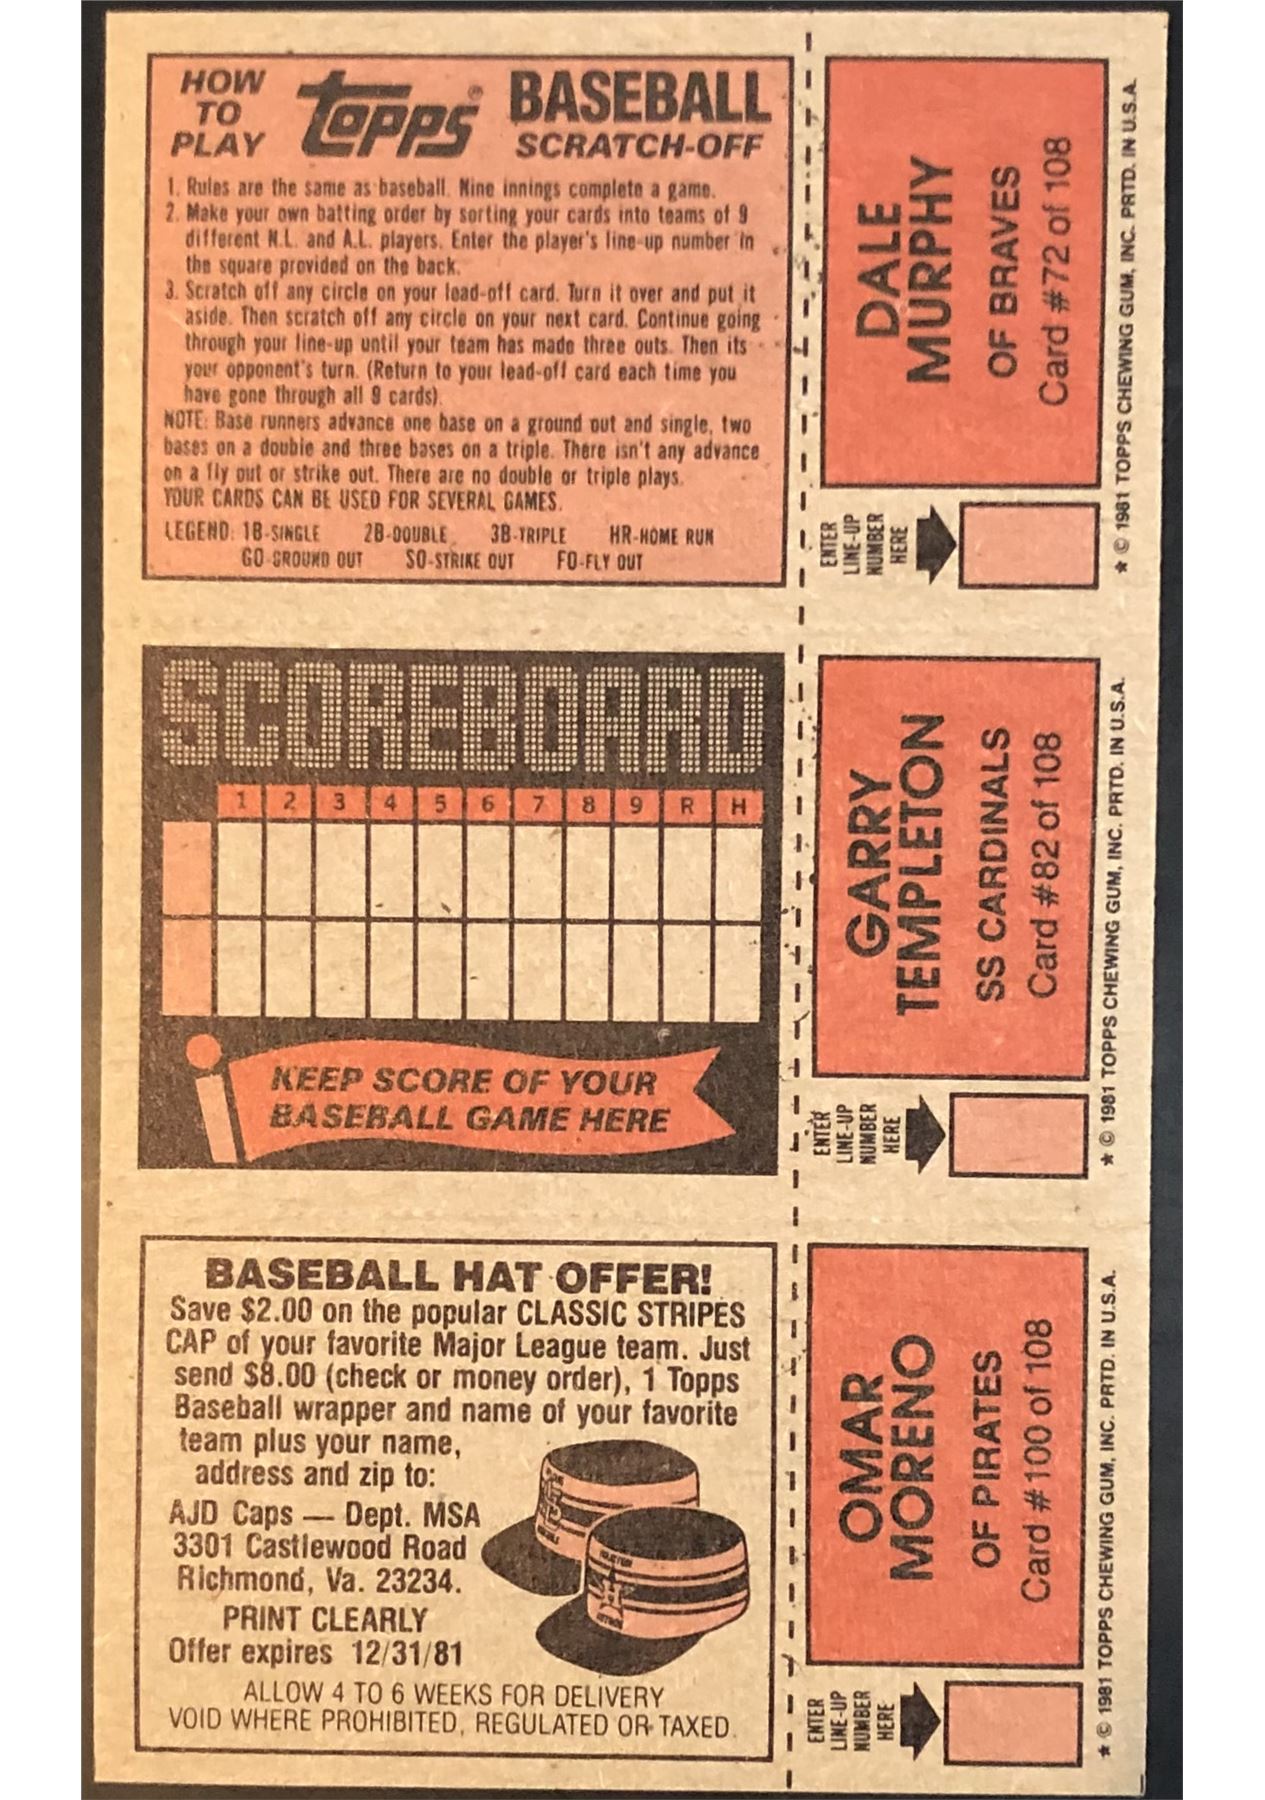 HOW
TO
PLAY
Topps®
BASEBALL
SCRATCH-OFF
1. Rules are the same as baseball. Nine innings complete a game.
2. Make your own batting order by sorting your cards into teams of 9
different N.L. and A.L. players. Enter the player's line-up number in
the square provided on the back.
3. Scratch off any circle on your lead-off card. Turn it over and put it
aside. Then scratch off any circle on your next card. Continue going
through your line-up until your team has made three outs. Then its
your opponent's turn. (Return to your lead-off card each time you
have gone through all 9 cards).
NOTE: Base runners advance one base on a ground out and single, two
bases on a double and three bases on a triple. There isn't any advance
on a fly out or strike out. There are no double or triple plays.
YOUR CARDS CAN BE USED FOR SEVERAL GAMES.
LEGEND: 1B-SINGLE 2B-DOUBLE 3B-TRIPLE HR-HOME RUN
GO-GROUND OUT SO-STRIKE OUT FO-FLY OUT
DALE
MURPHY
OF BRAVES
Card #72 of 108
ENTER
LINE-UP
NUMBER
HERE
★ © 1981 TOPPS CHEWING GUM, INC. PRTD. IN U.S.A.
SCOREBOARD
1 2 3 4 5 6 7 8 9 R H
KEEP SCORE OF YOUR
BASEBALL GAME HERE
GARRY
TEMPLETON
SS CARDINALS
Card #82 of 108
ENTER
LINE-UP
NUMBER
HERE
★ © 1981 TOPPS CHEWING GUM, INC. PRTD. IN U.S.A.
BASEBALL HAT OFFER!
Save $2.00 on the popular CLASSIC STRIPES
CAP of your favorite Major League team. Just
send $8.00 (check or money order), 1 Topps
Baseball wrapper and name of your favorite
team plus your name,
address and zip to:
AJD Caps — Dept. MSA
3301 Castlewood Road
Richmond, Va. 23234.
PRINT CLEARLY
Offer expires 12/31/81
ALLOW 4 TO 6 WEEKS FOR DELIVERY
VOID WHERE PROHIBITED, REGULATED OR TAXED.
OMAR
MORENO
OF PIRATES
Card #100 of 108
ENTER
LINE-UP
NUMBER
HERE
★ © 1981 TOPPS CHEWING GUM, INC. PRTD. IN U.S.A.